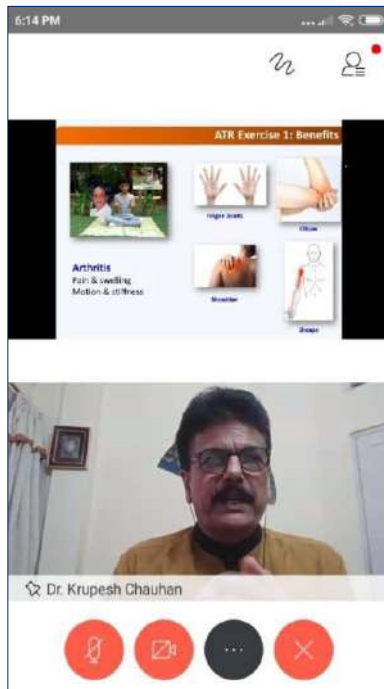 6:14 PM
ATR Exercise 1: Benefits
Finger Joints
Elbow
Arthritis
Pain & swelling
Motion & stiffness
Shoulder
Biceps
Dr. Krupesh Chauhan